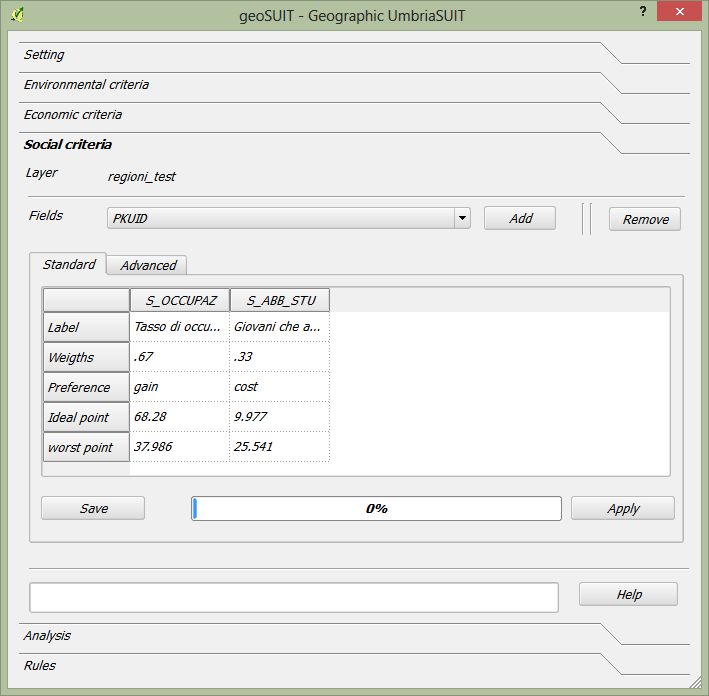 geoSUIT - Geographic UmbriaSUIT ?
Setting
Environmental criteria
Economic criteria
Social criteria
Layer regioni_test
Fields PKUID Add Remove
Standard Advanced
S_OCCUPAZ S_ABB_STU
Label Tasso di occu... Giovani che a...
Weigths .67 .33
Preference gain cost
Ideal point 68.28 9.977
worst point 37.986 25.541
Save 0% Apply
Help
Analysis
Rules